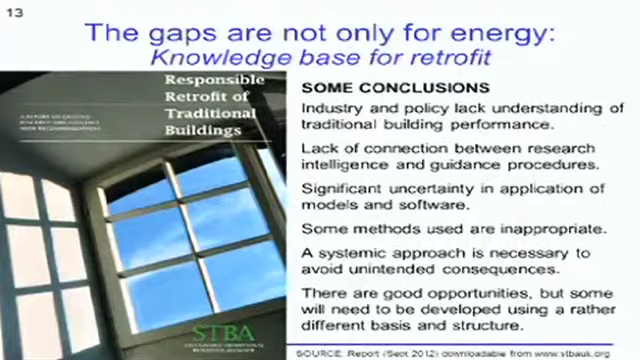 13
The gaps are not only for energy:
Knowledge base for retrofit
Responsible
Retrofit of
Traditional
Buildings
SOME CONCLUSIONS
Industry and policy lack understanding of
traditional building performance.
Lack of connection between research
intelligence and guidance procedures.
Significant uncertainty in application of
models and software.
Some methods used are inappropriate.
A systemic approach is necessary to
avoid unintended consequences.
There are good opportunities, but some
will need to be developed using a rather
different basis and structure.
STBA
SOURCE: Report (Sept 2012) downloadable from www.stbauk.org